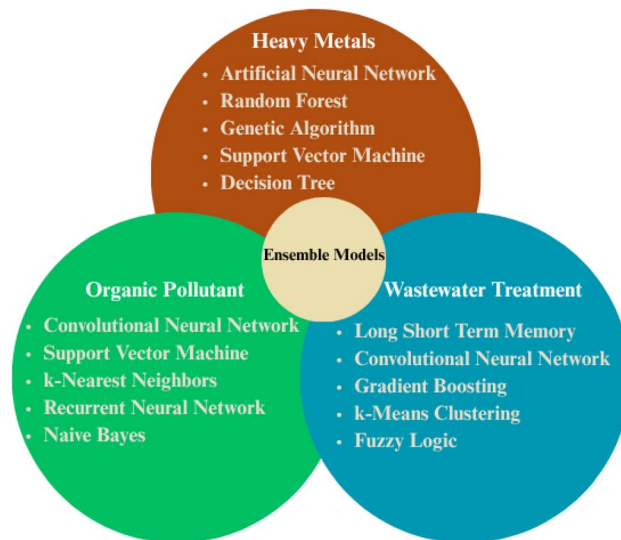 Heavy Metals
• Artificial Neural Network
• Random Forest
• Genetic Algorithm
• Support Vector Machine
• Decision Tree
Ensemble Models
Organic Pollutant
• Convolutional Neural Network
• Support Vector Machine
• k-Nearest Neighbors
• Recurrent Neural Network
• Naive Bayes
Wastewater Treatment
• Long Short Term Memory
• Convolutional Neural Network
• Gradient Boosting
• k-Means Clustering
• Fuzzy Logic